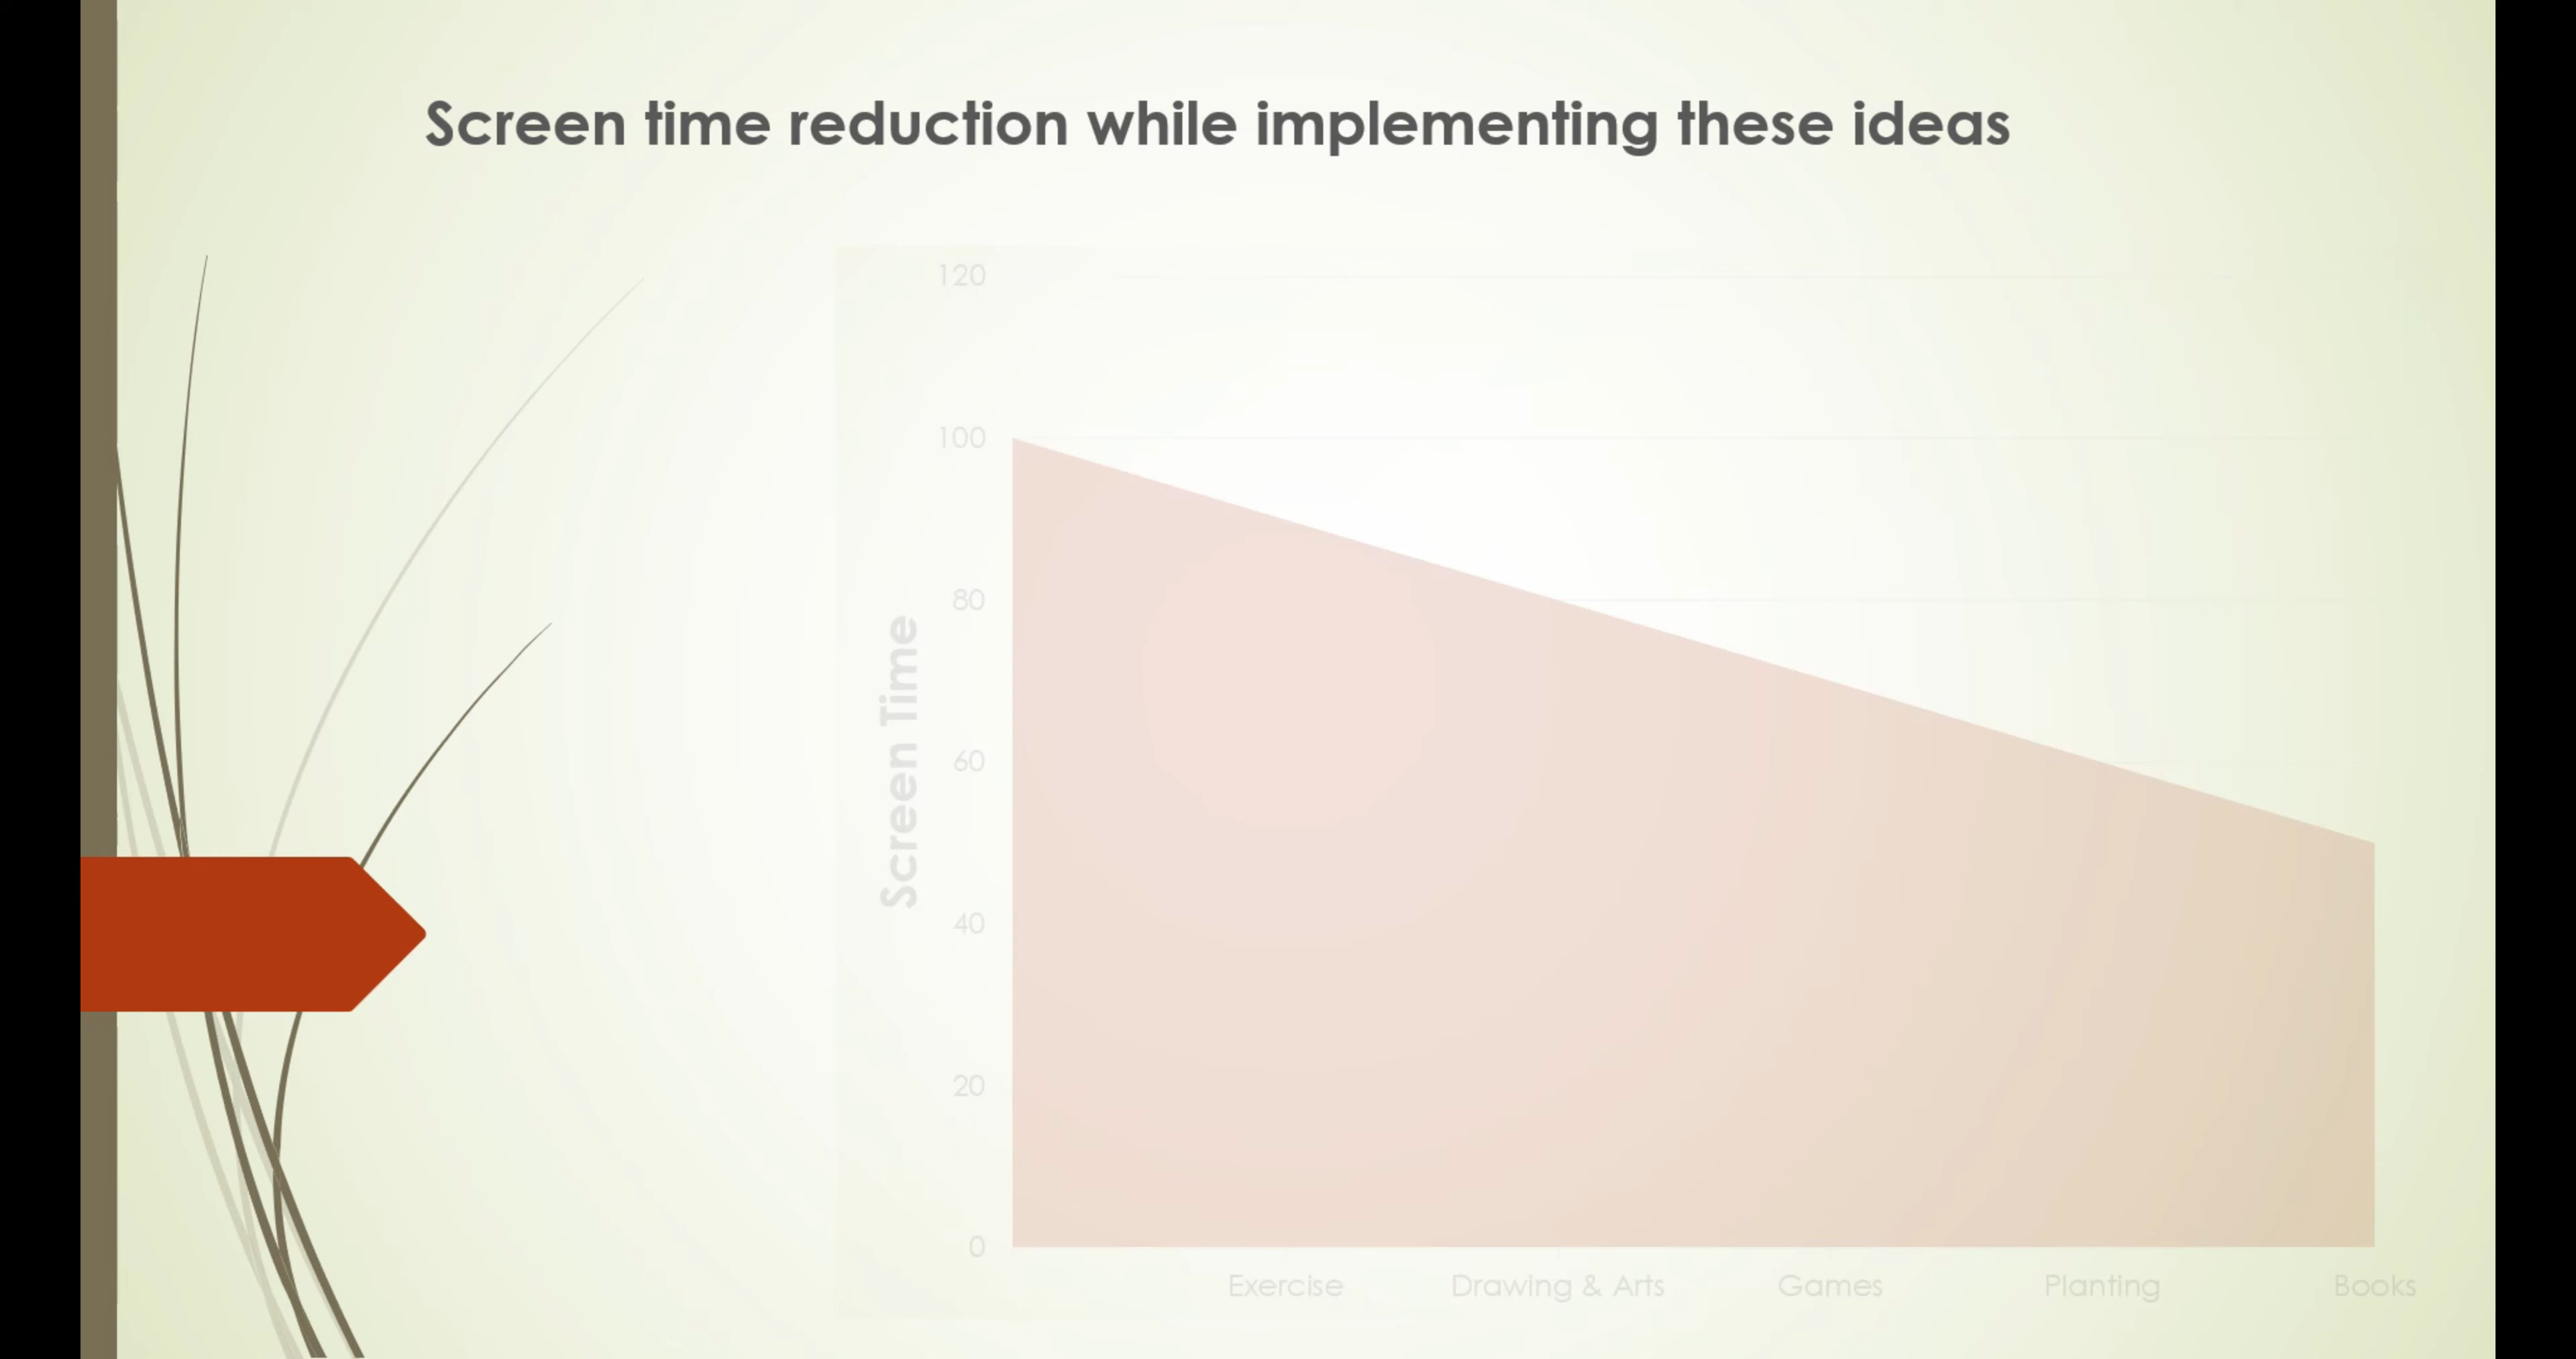 Screen time reduction while implementing these ideas
120
100
80
60
40
20
0
Screen Time
Exercise Drawing & Arts Games Planting Books